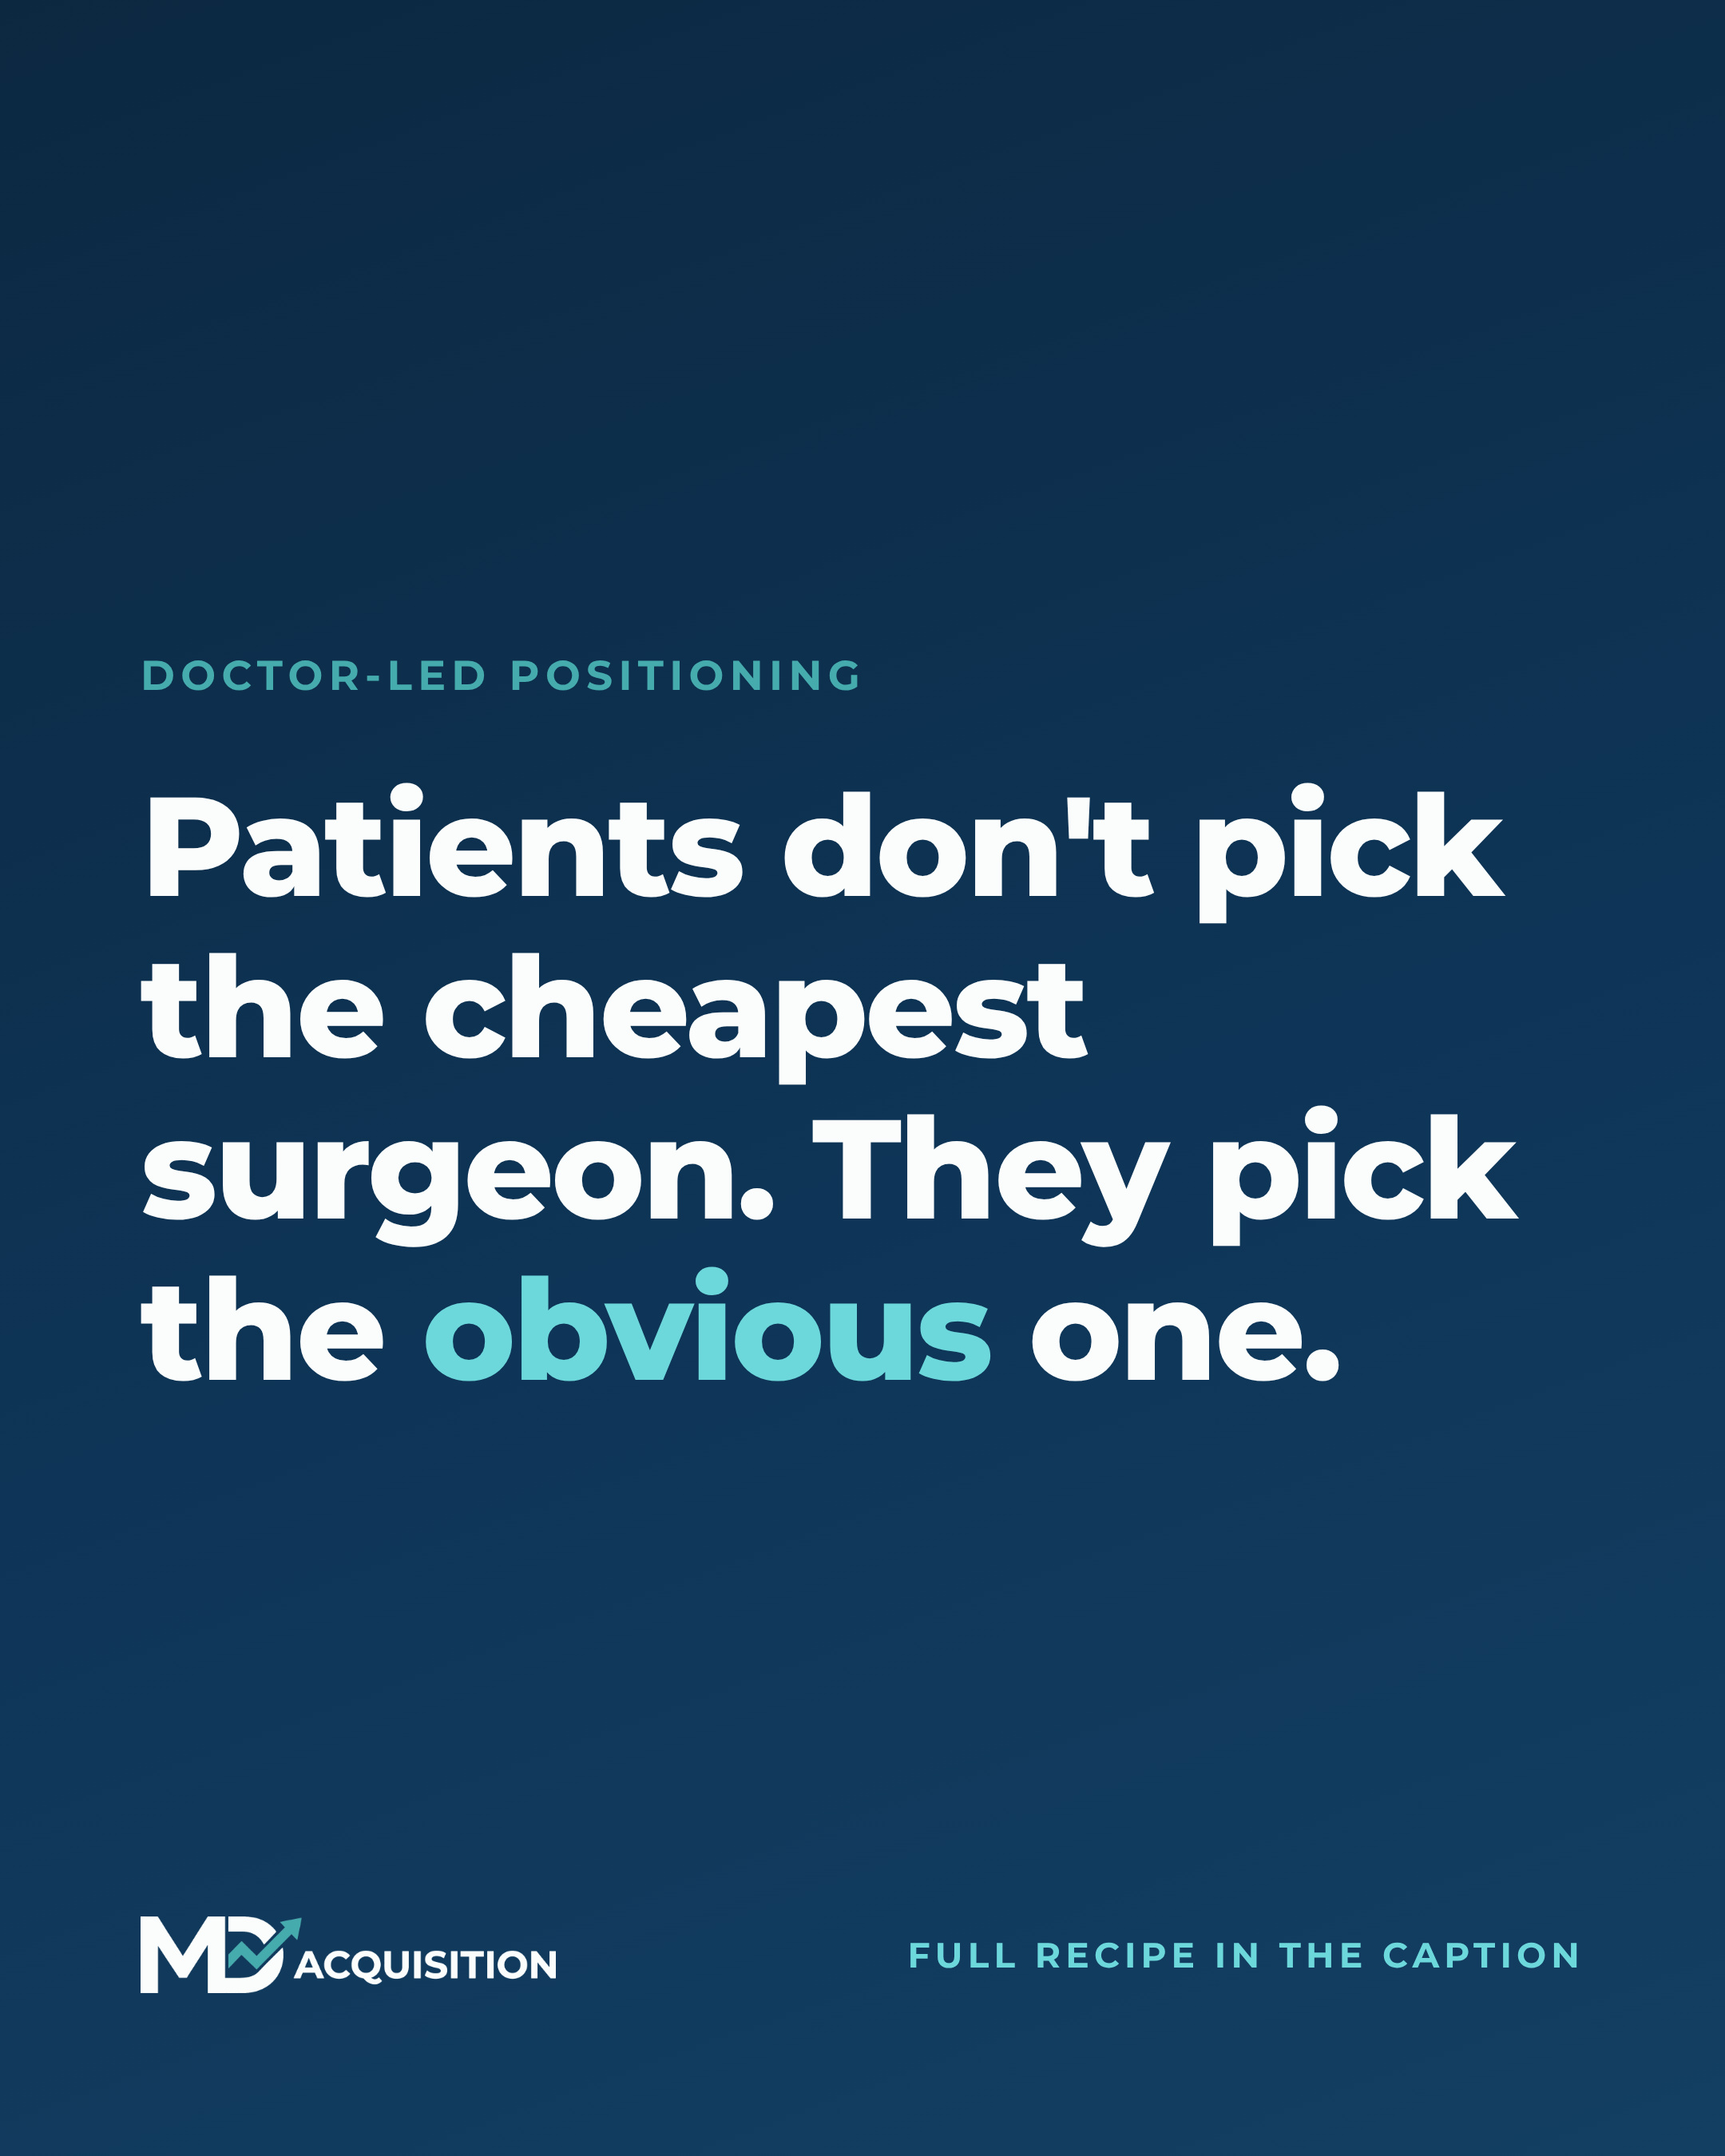 DOCTOR-LED POSITIONING
Patients don't pick
the cheapest
surgeon. They pick
the obvious one.
MD ACQUISITION
FULL RECIPE IN THE CAPTION